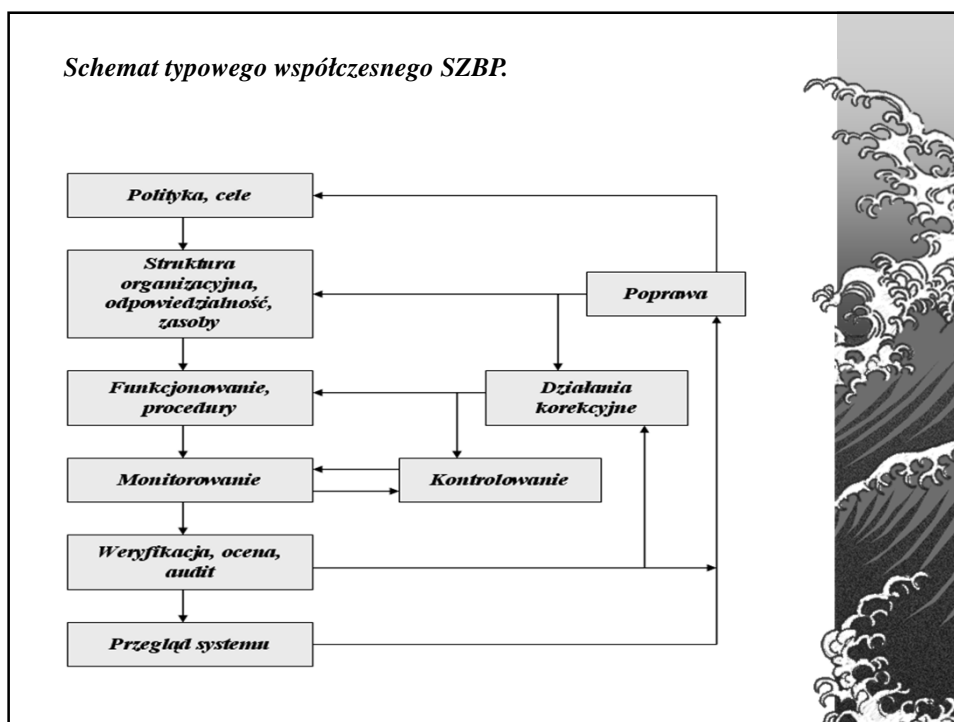 Schemat typowego współczesnego SZBP.
Polityka, cele
Struktura
organizacyjna,
odpowiedzialność,
zasoby
Poprawa
Funkcjonowanie,
procedury
Działania
korekcyjne
Monitorowanie
Kontrolowanie
Weryfikacja, ocena,
audit
Przegląd systemu